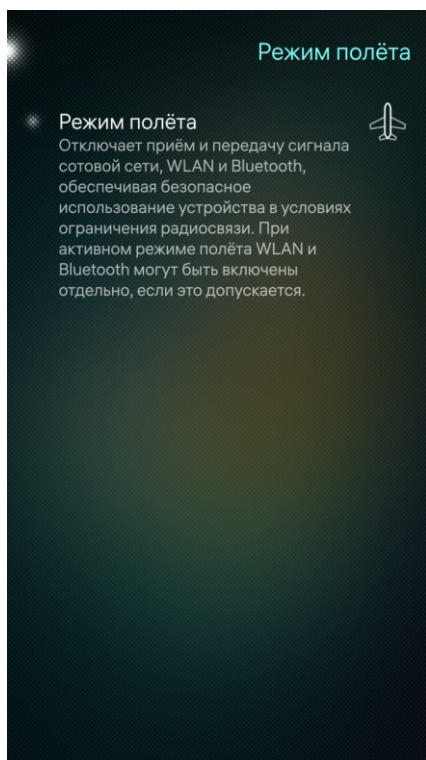 Режим полёта
Режим полёта
Отключает приём и передачу сигнала
сотовой сети, WLAN и Bluetooth,
обеспечивая безопасное
использование устройства в условиях
ограничения радиосвязи. При
активном режиме полёта WLAN и
Bluetooth могут быть включены
отдельно, если это допускается.